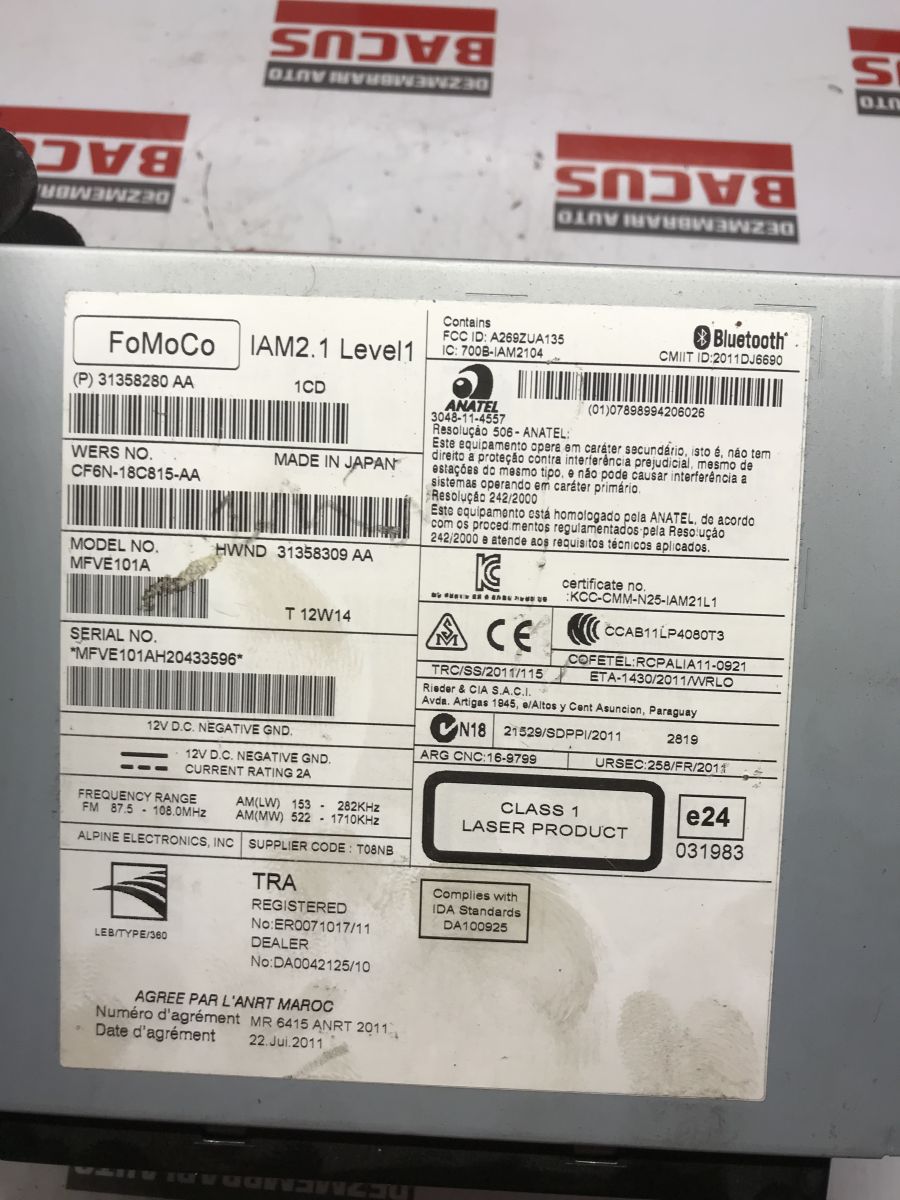 BACUS
DEZMEMBRARI AUTO
BACUS
DEZMEMBRARI
BACUS
DEZMEMBRARI AUTO
FoMoCo IAM2.1 Level1
(P) 31358280 AA 1CD
WERS NO. MADE IN JAPAN
CF6N-18C815-AA
MODEL NO. HWND 31358309 AA
MFVE101A
T 12W14
SERIAL NO.
*MFVE101AH20433596*
12V D.C. NEGATIVE GND.
12V D.C. NEGATIVE GND.
CURRENT RATING 2A
FREQUENCY RANGE
FM 87.5 - 108.0MHz
AM(LW) 153 - 282KHz
AM(MW) 522 - 1710KHz
ALPINE ELECTRONICS, INC SUPPLIER CODE : T08NB
LEB/TYPE/360
TRA
REGISTERED
No:ER0071017/11
DEALER
No:DA0042125/10
AGREE PAR L'ANRT MAROC
Numéro d'agrément MR 6415 ANRT 2011
Date d'agrément 22.Jui.2011
Contains
FCC ID: A269ZUA135
IC: 700B-IAM2104
Bluetooth
CMIIT ID:2011DJ6690
ANATEL
3048-11-4557
(01)07898994206026
Resolução 506 - ANATEL:
Este equipamento opera em caráter secundário, isto é, não tem
direito a proteção contra interferência prejudicial, mesmo de
estações do mesmo tipo, e não pode causar interferência a
sistemas operando em caráter primário.
Resolução 242/2000
Este equipamento está homologado pela ANATEL, de acordo
com os procedimentos regulamentados pela Resolução
242/2000 e atende aos requisitos técnicos aplicados.
certificate no.
:KCC-CMM-N25-IAM21L1
CE
CCAB11LP4080T3
COFETEL:RCPALIA11-0921
TRC/SS/2011/115 ETA-1430/2011/WRLO
Rieder & CIA S.A.C.I.
Avda. Artigas 1945, e/Altos y Cent Asuncion, Paraguay
N18 21529/SDPPI/2011 2819
ARG CNC:16-9799 URSEC:258/FR/2011
CLASS 1
LASER PRODUCT
e24
031983
Complies with
IDA Standards
DA100925